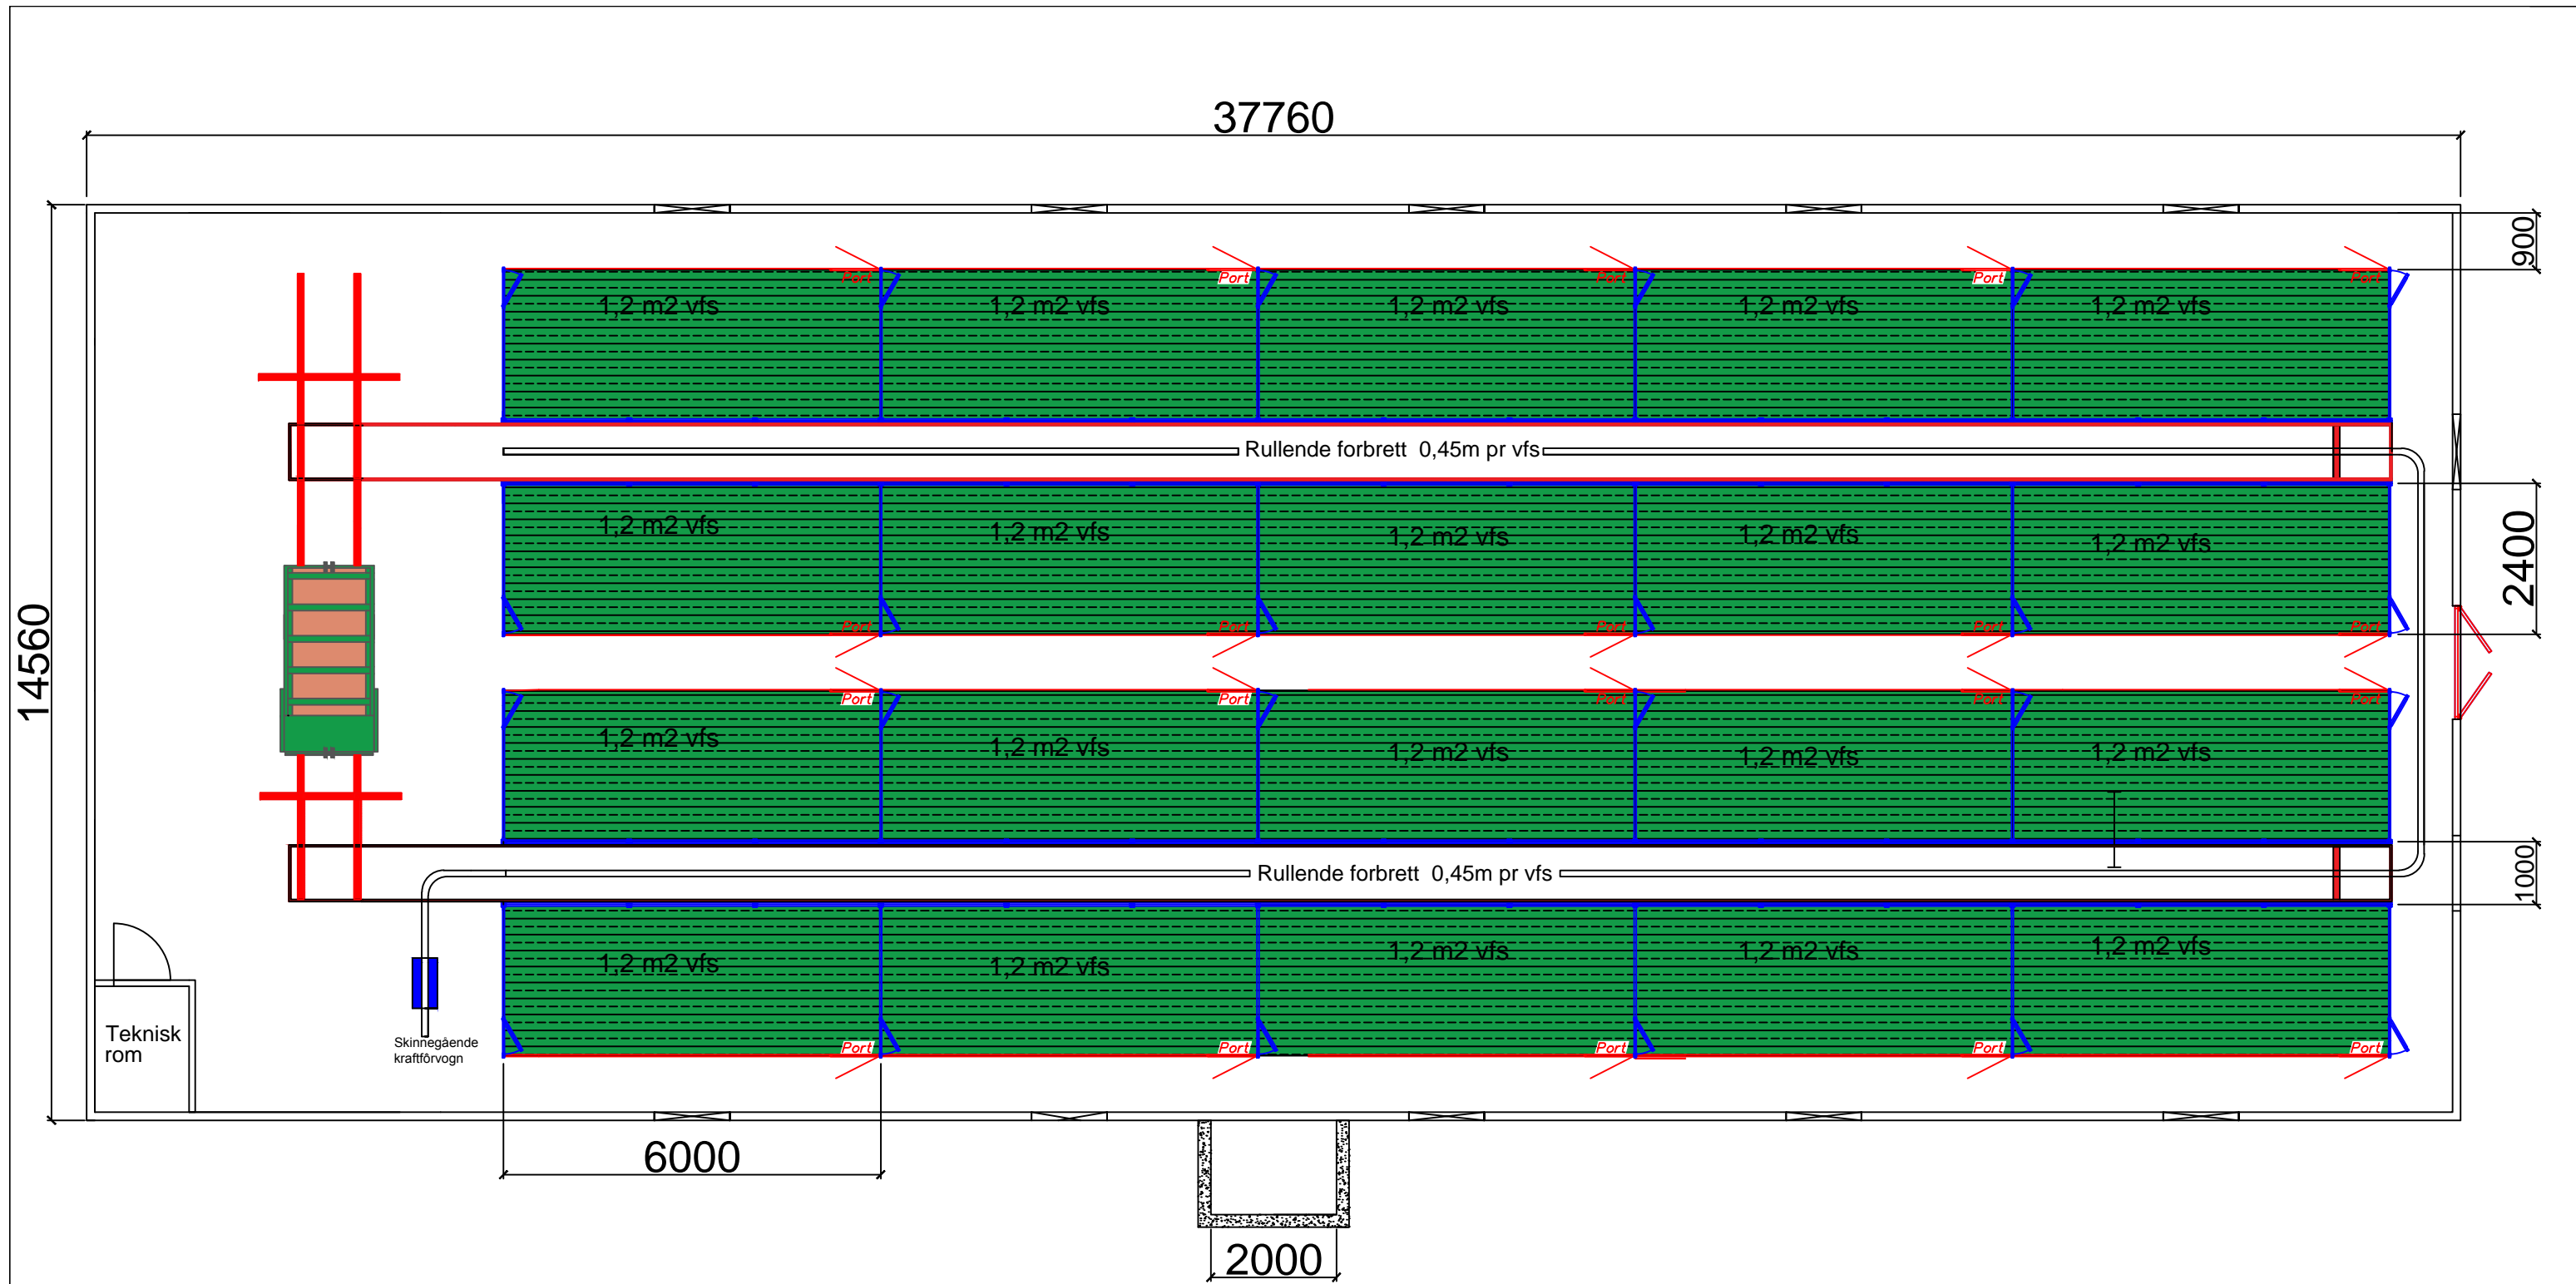 37760
900
Port Port Port Port Port
1,2 m2 vfs 1,2 m2 vfs 1,2 m2 vfs 1,2 m2 vfs 1,2 m2 vfs
Rullende forbrett 0,45m pr vfs
1,2 m2 vfs 1,2 m2 vfs 1,2 m2 vfs 1,2 m2 vfs 1,2 m2 vfs
2400
14560
Port Port Port Port Port
Port Port Port Port Port
1,2 m2 vfs 1,2 m2 vfs 1,2 m2 vfs 1,2 m2 vfs 1,2 m2 vfs
Rullende forbrett 0,45m pr vfs
1000
1,2 m2 vfs 1,2 m2 vfs 1,2 m2 vfs 1,2 m2 vfs 1,2 m2 vfs
Teknisk
rom
Skinnegående
kraftfôrvogn
Port Port Port Port Port
6000
2000